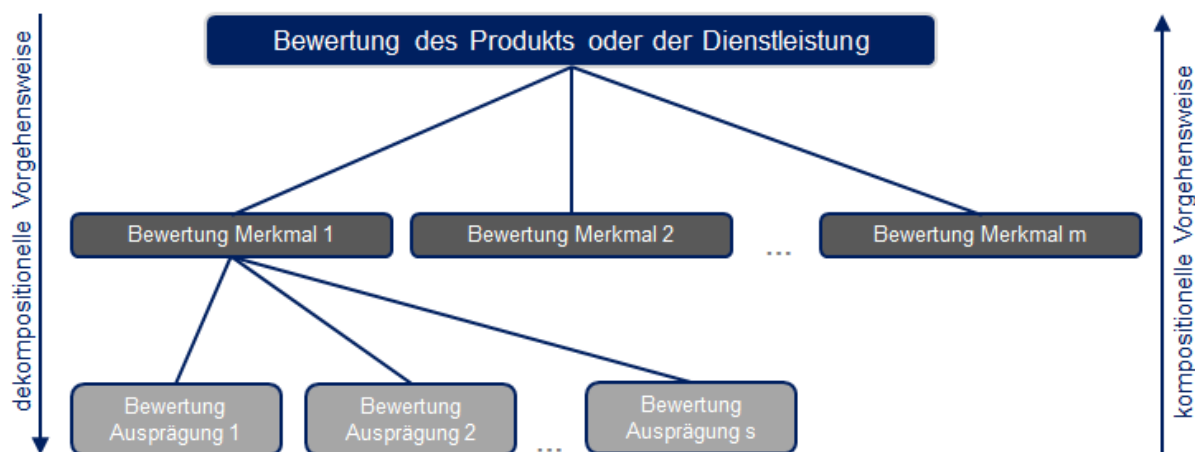 Bewertung des Produkts oder der Dienstleistung
dekompositionelle Vorgehensweise
kompositionelle Vorgehensweise
Bewertung Merkmal 1
Bewertung Merkmal 2
...
Bewertung Merkmal m
Bewertung
Ausprägung 1
Bewertung
Ausprägung 2
...
Bewertung
Ausprägung s